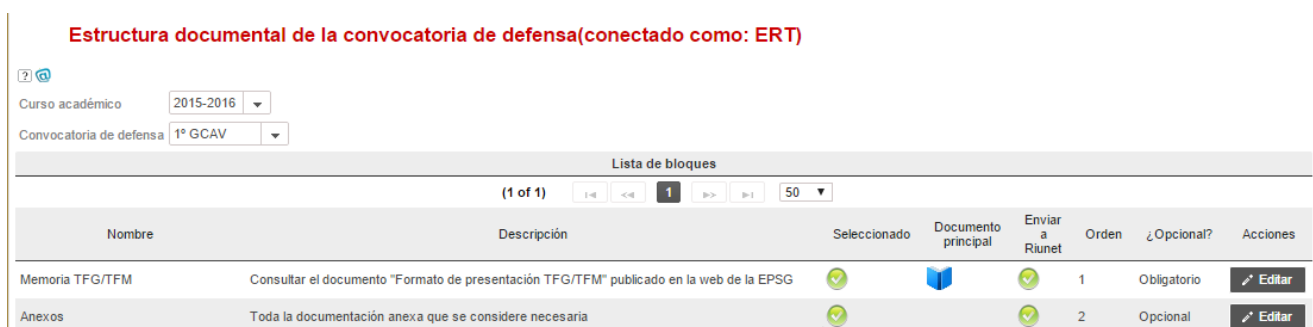 Estructura documental de la convocatoria de defensa(conectado como: ERT)
?
Curso académico 2015-2016
Convocatoria de defensa 1º GCAV
Lista de bloques
(1 of 1) 1 50
Nombre Descripción Seleccionado Documento principal Enviar a Riunet Orden ¿Opcional? Acciones
Memoria TFG/TFM Consultar el documento "Formato de presentación TFG/TFM" publicado en la web de la EPSG 1 Obligatorio Editar
Anexos Toda la documentación anexa que se considere necesaria 2 Opcional Editar